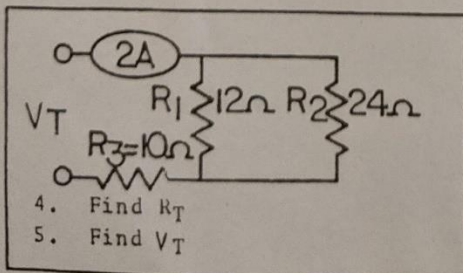 2A
R1 12Ω R2 24Ω
VT
R3=10Ω
4. Find RT
5. Find VT